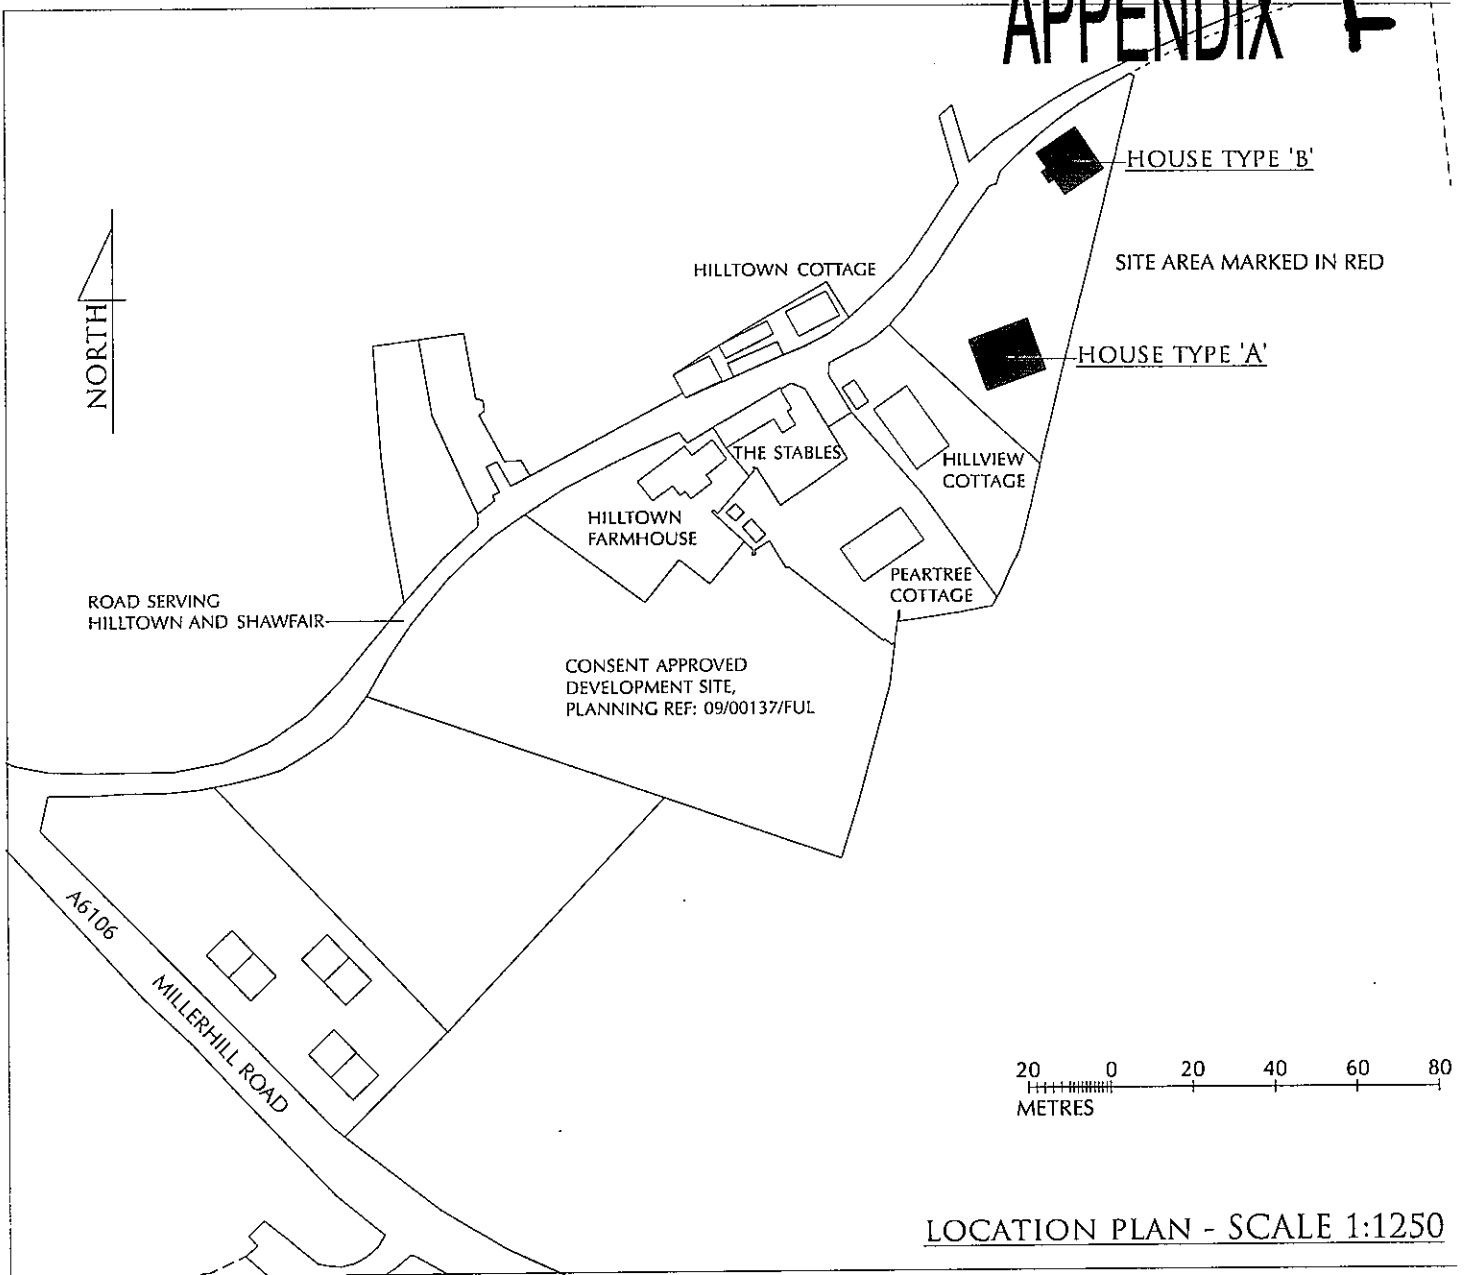 APPENDIX
HOUSE TYPE 'B'
SITE AREA MARKED IN RED
HILLTOWN COTTAGE
NORTH
HOUSE TYPE 'A'
THE STABLES
HILLVIEW
COTTAGE
HILLTOWN
FARMHOUSE
PEARTREE
COTTAGE
ROAD SERVING
HILLTOWN AND SHAWFAIR
CONSENT APPROVED
DEVELOPMENT SITE,
PLANNING REF: 09/00137/FUL
A6106
MILLERHILL ROAD
20 0 20 40 60 80
METRES
LOCATION PLAN - SCALE 1:1250